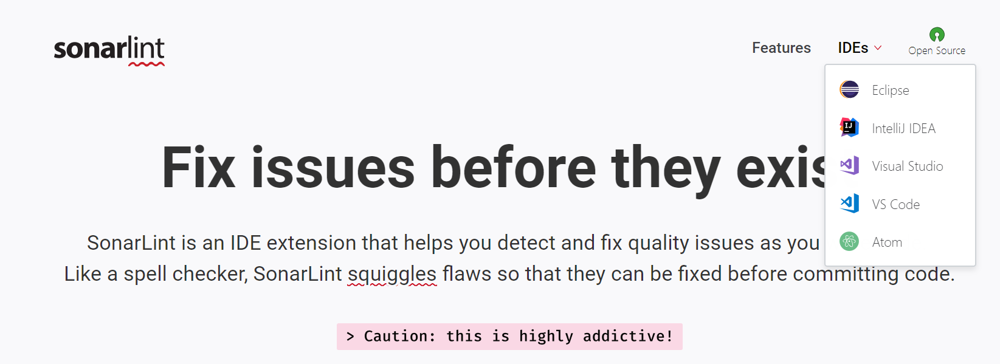 sonarlint
Features
IDEs
Open Source
Eclipse
IntelliJ IDEA
Visual Studio
VS Code
Atom
Fix issues before they exis
SonarLint is an IDE extension that helps you detect and fix quality issues as you
Like a spell checker, SonarLint squiggles flaws so that they can be fixed before committing code.
> Caution: this is highly addictive!